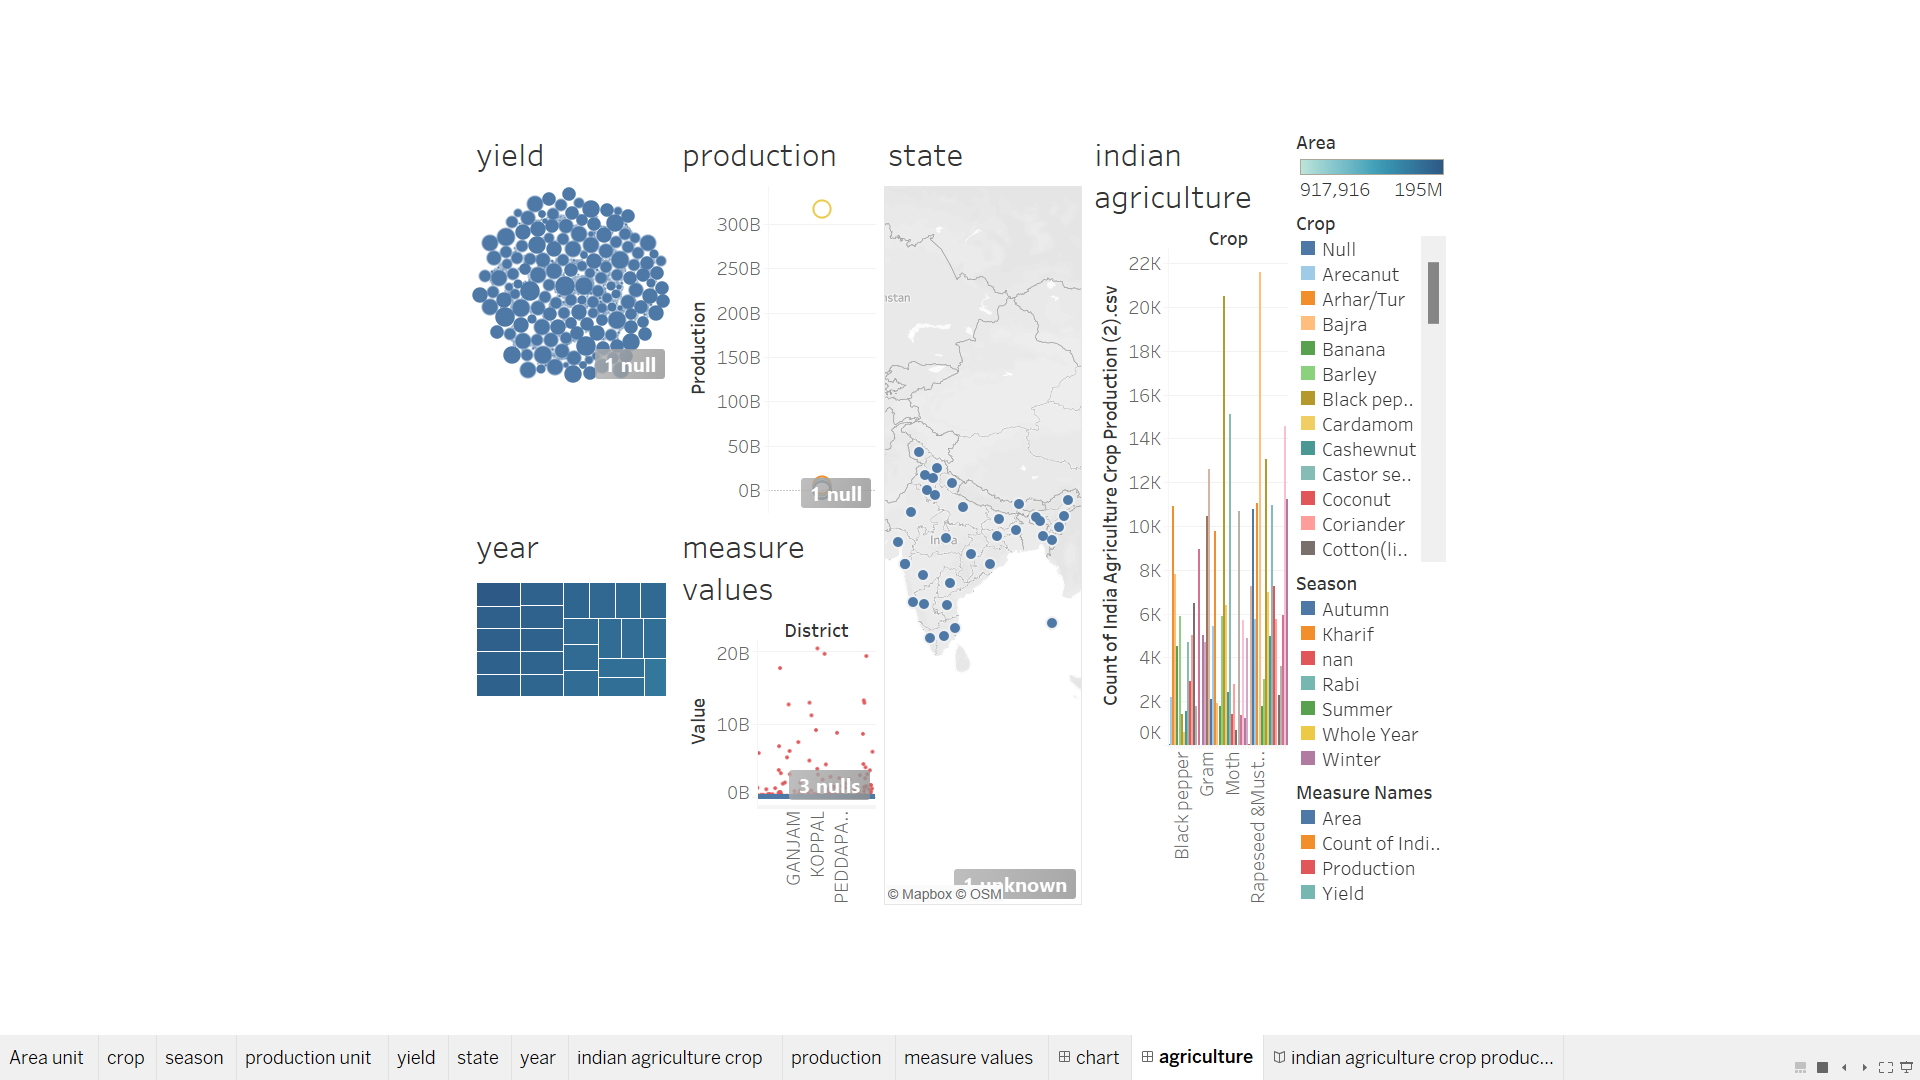 yield
1 null
production
Production
300B
250B
200B
150B
100B
50B
0B
1 null
state
stan
India
1 unknown
© Mapbox © OSM
indian
agriculture
Crop
Count of India Agriculture Crop Production (2).csv
22K
20K
18K
16K
14K
12K
10K
8K
6K
4K
2K
0K
Black pepper
Gram
Moth
Rapeseed &Must..
year
measure
values
District
Value
20B
10B
0B
3 nulls
GANJAM
KOPPAL
PEDDAPA..
Area
917,916 195M
Crop
Null
Arecanut
Arhar/Tur
Bajra
Banana
Barley
Black pep..
Cardamom
Cashewnut
Castor se..
Coconut
Coriander
Cotton(li..
Season
Autumn
Kharif
nan
Rabi
Summer
Whole Year
Winter
Measure Names
Area
Count of Indi..
Production
Yield
Area unit crop season production unit yield state year indian agriculture crop production measure values chart agriculture indian agriculture crop produc...